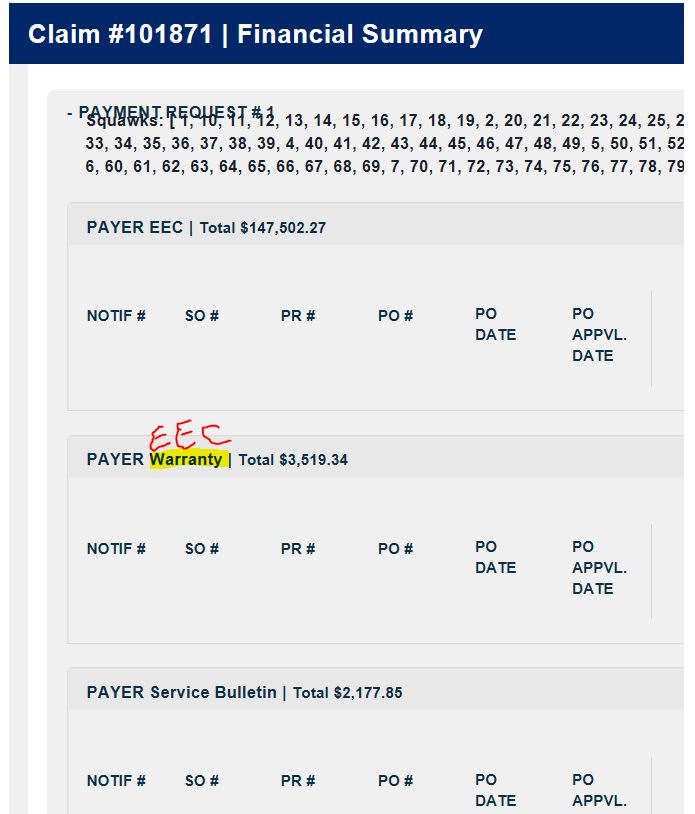 Claim #101871 | Financial Summary
- PAYMENT REQUEST # 1
Squawks: [ 1, 10, 11, 12, 13, 14, 15, 16, 17, 18, 19, 2, 20, 21, 22, 23, 24, 25, 2
33, 34, 35, 36, 37, 38, 39, 4, 40, 41, 42, 43, 44, 45, 46, 47, 48, 49, 5, 50, 51, 52
6, 60, 61, 62, 63, 64, 65, 66, 67, 68, 69, 7, 70, 71, 72, 73, 74, 75, 76, 77, 78, 79
PAYER EEC | Total $147,502.27
NOTIF # SO # PR # PO # PO DATE PO APPVL. DATE
EEC
PAYER Warranty | Total $3,519.34
NOTIF # SO # PR # PO # PO DATE PO APPVL. DATE
PAYER Service Bulletin | Total $2,177.85
NOTIF # SO # PR # PO # PO DATE PO APPVL.